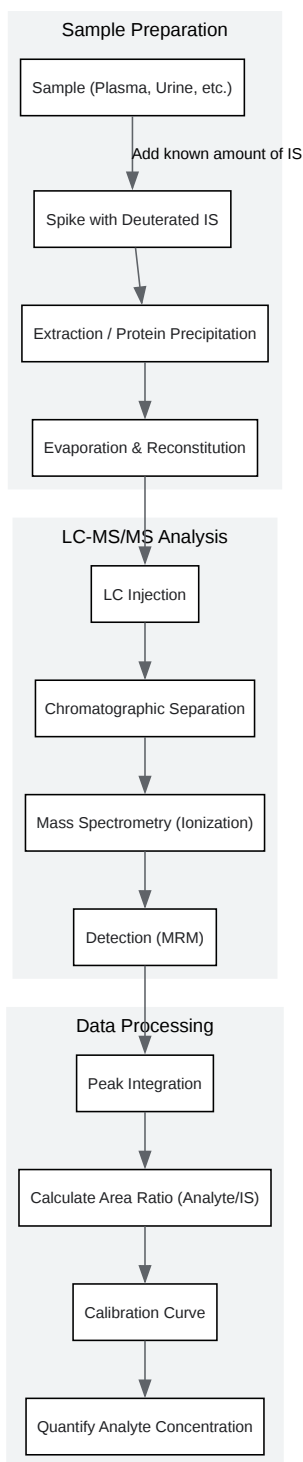 Sample Preparation
Sample (Plasma, Urine, etc.)
Add known amount of IS
Spike with Deuterated IS
Extraction / Protein Precipitation
Evaporation & Reconstitution
LC-MS/MS Analysis
LC Injection
Chromatographic Separation
Mass Spectrometry (Ionization)
Detection (MRM)
Data Processing
Peak Integration
Calculate Area Ratio (Analyte/IS)
Calibration Curve
Quantify Analyte Concentration